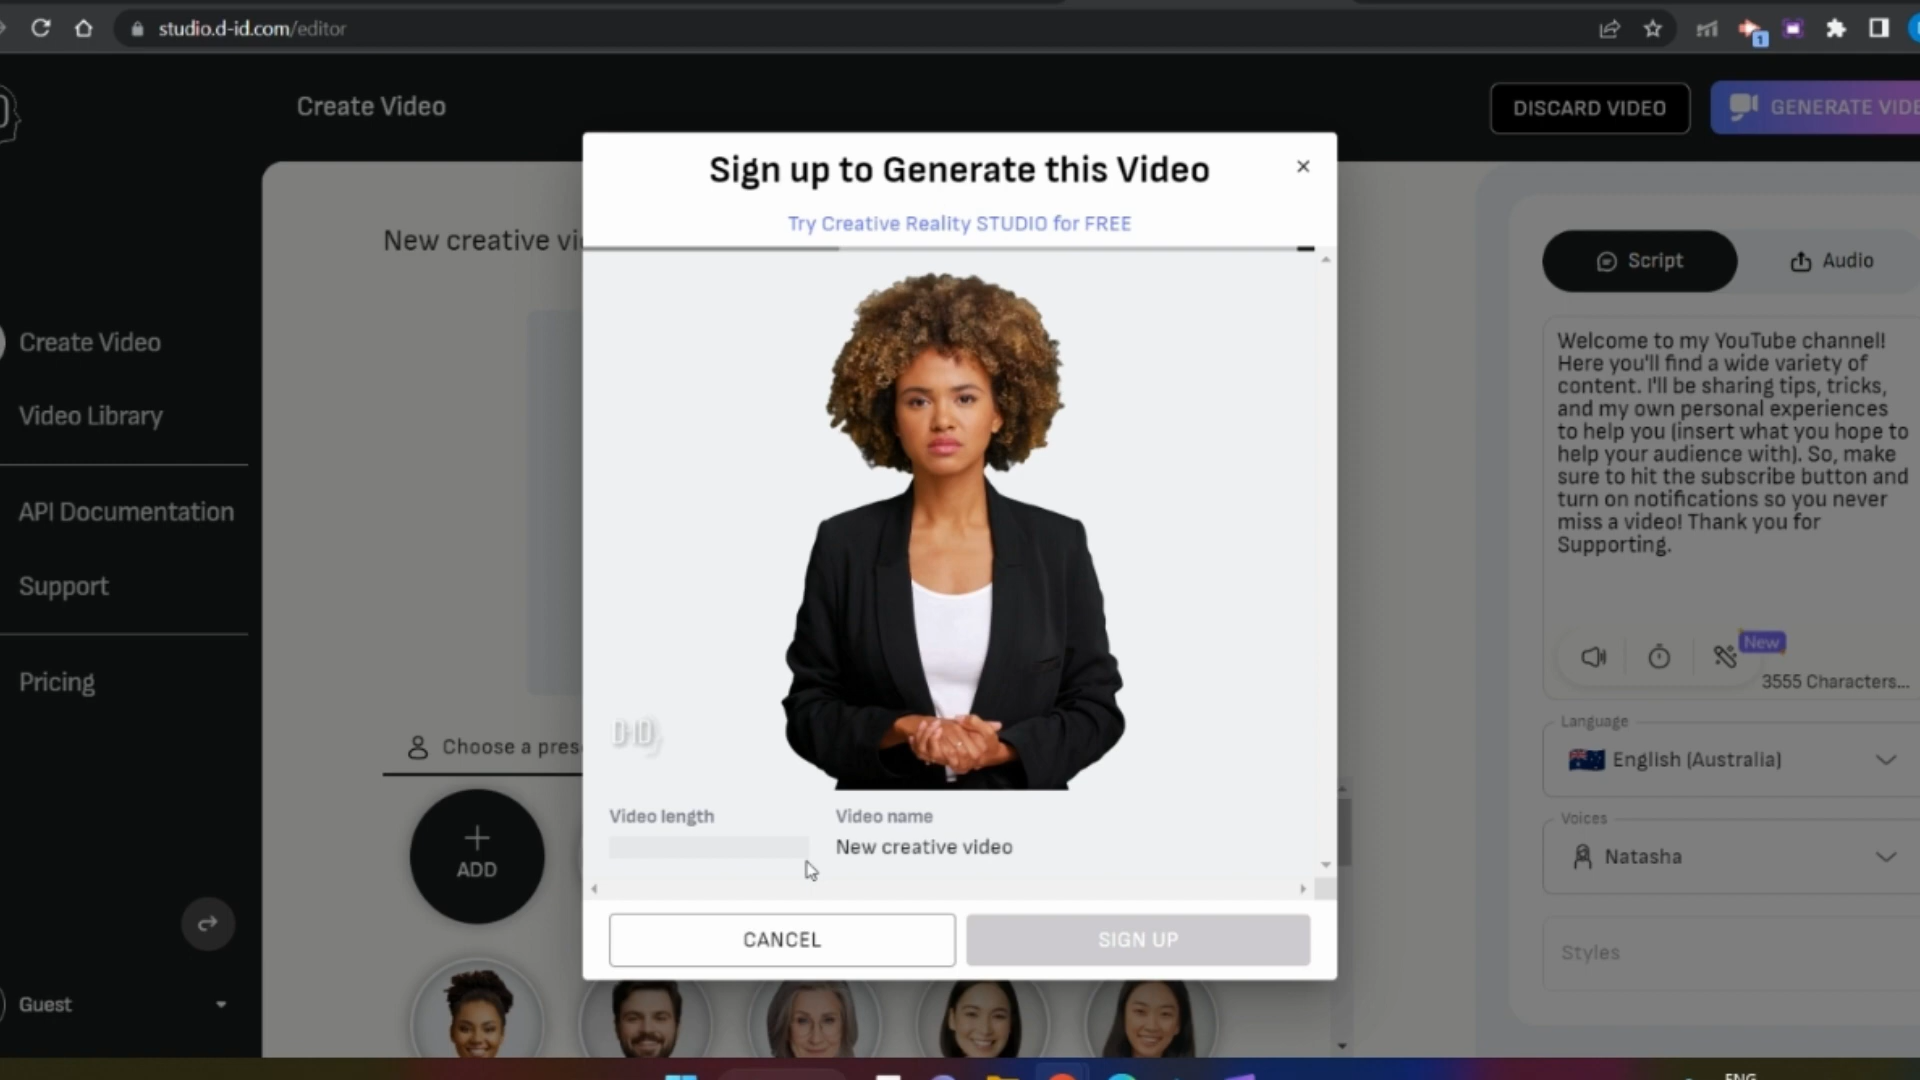 studio.d-id.com/editor
1
Create Video
DISCARD VIDEO
GENERATE VIDE
Sign up to Generate this Video
Try Creative Reality STUDIO for FREE
New creative vi
Script
Audio
Welcome to my YouTube channel!
Here you'll find a wide variety of
content. I'll be sharing tips, tricks,
and my own personal experiences
to help you (insert what you hope to
help your audience with). So, make
sure to hit the subscribe button and
turn on notifications so you never
miss a video! Thank you for
Supporting.
New
3555 Characters...
Create Video
Video Library
API Documentation
Support
Pricing
D-ID
Language
English (Australia)
Choose a pres
Video length
Video name
New creative video
Voices
Natasha
ADD
CANCEL
SIGN UP
Styles
Guest
ENG